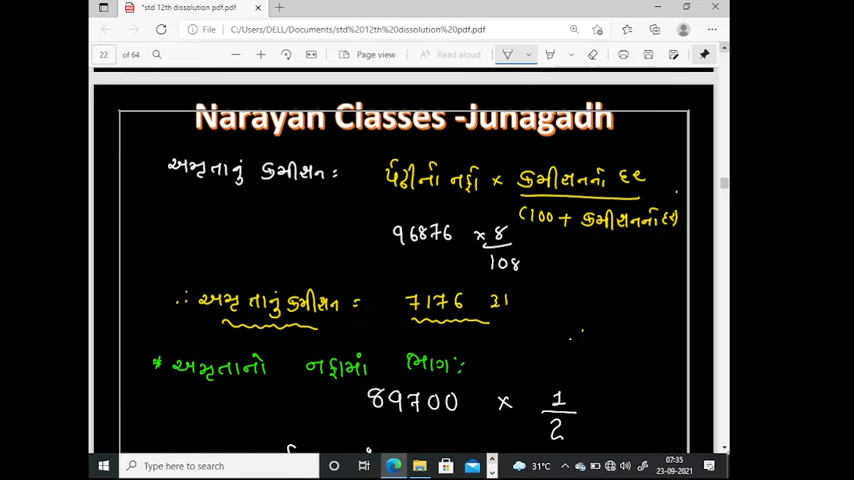 *std 12th dissolution pdf.pdf
File C:/Users/DELL/Documents/std%2012th%20dissolution%20pdf.pdf
22 of 64 Page view Read aloud
Narayan Classes -Junagadh
અમૃતાનું કમીશન = પેઢીનો નફો × કમીશનનો દર
(100 + કમીશનનો દર)
96876 × 8
108
∴ અમૃતાનું કમીશન = 7176 રૂ
* અમૃતાનો નફામાં ભાગ:
89700 × 1
2
Type here to search 31°C 07:35
23-09-2021